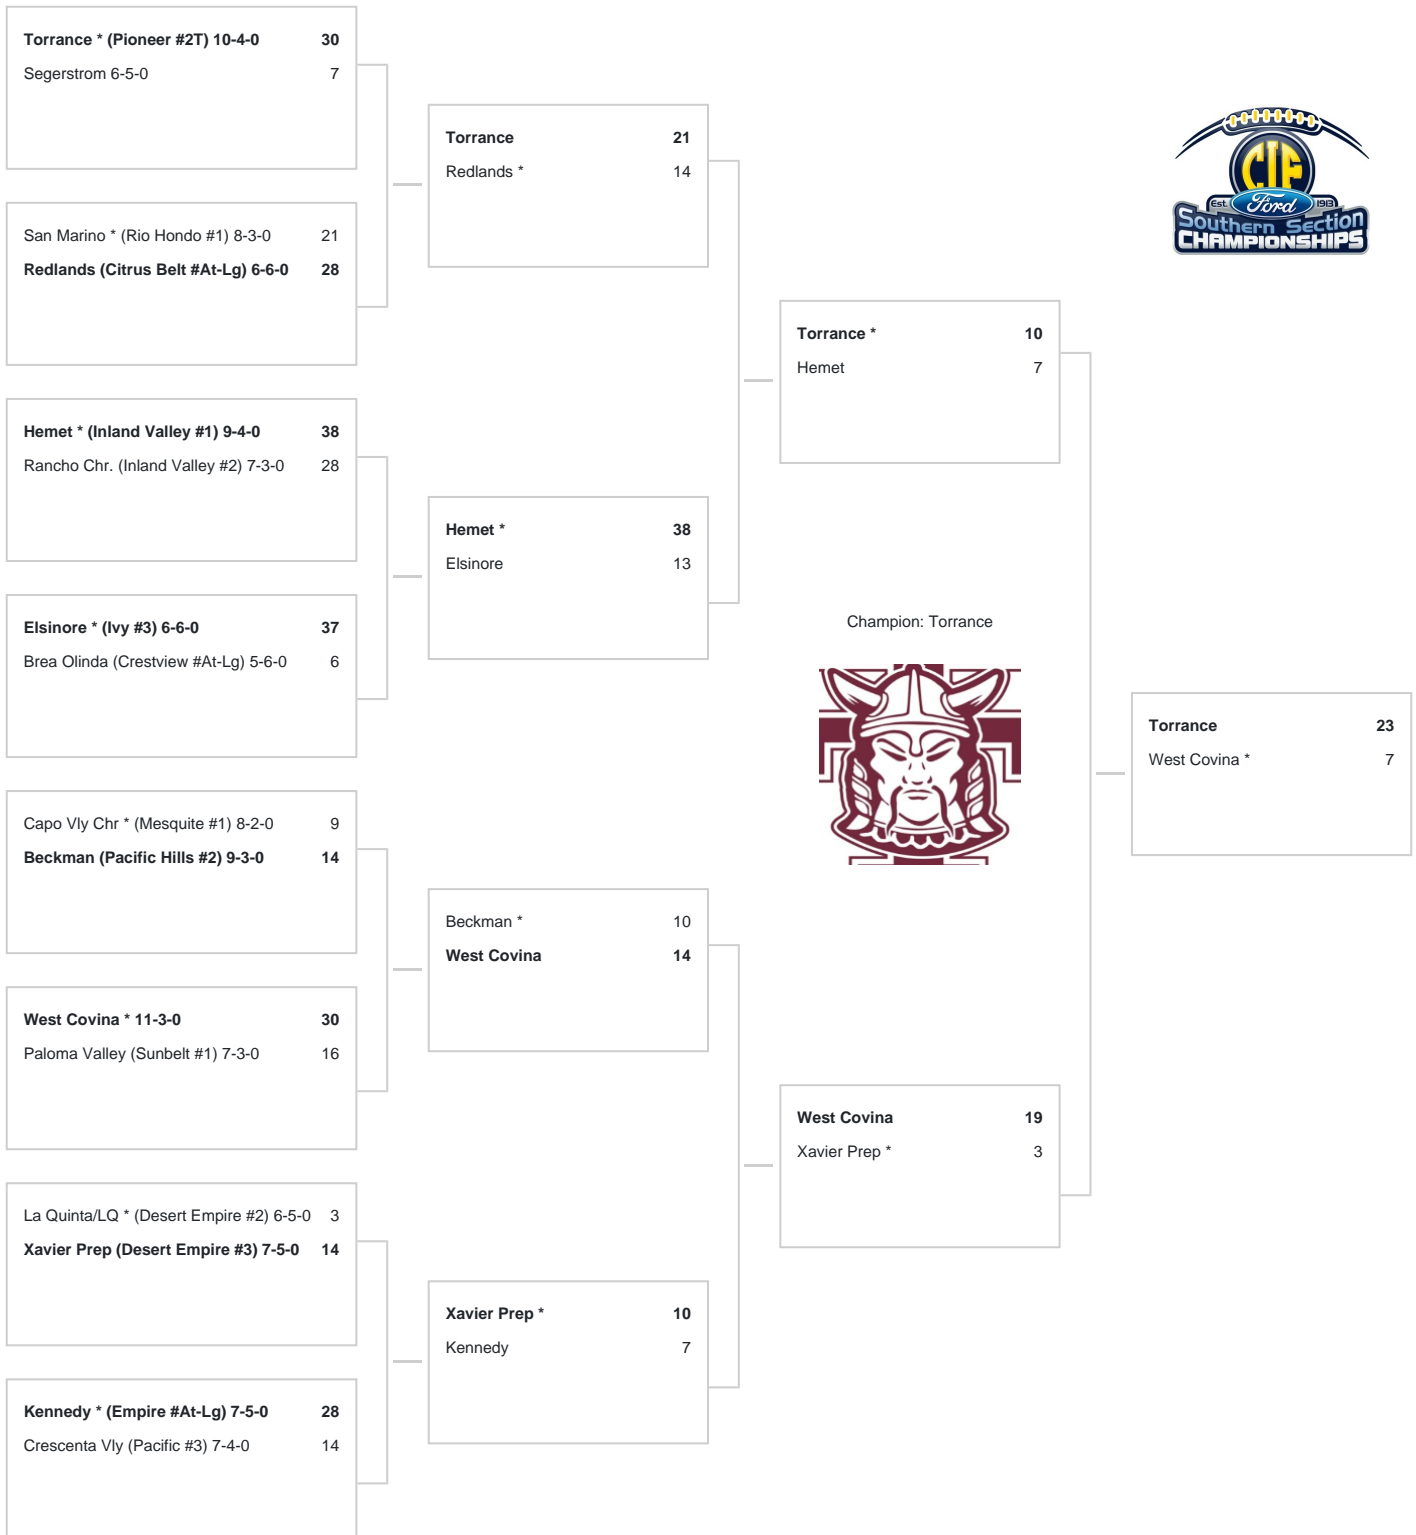 Torrance * (Pioneer #2T) 10-4-0 30
Segerstrom 6-5-0 7
San Marino * (Rio Hondo #1) 8-3-0 21
Redlands (Citrus Belt #At-Lg) 6-6-0 28
Hemet * (Inland Valley #1) 9-4-0 38
Rancho Chr. (Inland Valley #2) 7-3-0 28
Elsinore * (Ivy #3) 6-6-0 37
Brea Olinda (Crestview #At-Lg) 5-6-0 6
Capo Vly Chr * (Mesquite #1) 8-2-0 9
Beckman (Pacific Hills #2) 9-3-0 14
West Covina * 11-3-0 30
Paloma Valley (Sunbelt #1) 7-3-0 16
La Quinta/LQ * (Desert Empire #2) 6-5-0 3
Xavier Prep (Desert Empire #3) 7-5-0 14
Kennedy * (Empire #At-Lg) 7-5-0 28
Crescenta Vly (Pacific #3) 7-4-0 14
Torrance 21
Redlands * 14
Hemet * 38
Elsinore 13
Beckman * 10
West Covina 14
Xavier Prep * 10
Kennedy 7
Torrance * 10
Hemet 7
West Covina 19
Xavier Prep * 3
Champion: Torrance
Torrance 23
West Covina * 7
CIF
Est. Ford 1913
Southern Section
CHAMPIONSHIPS